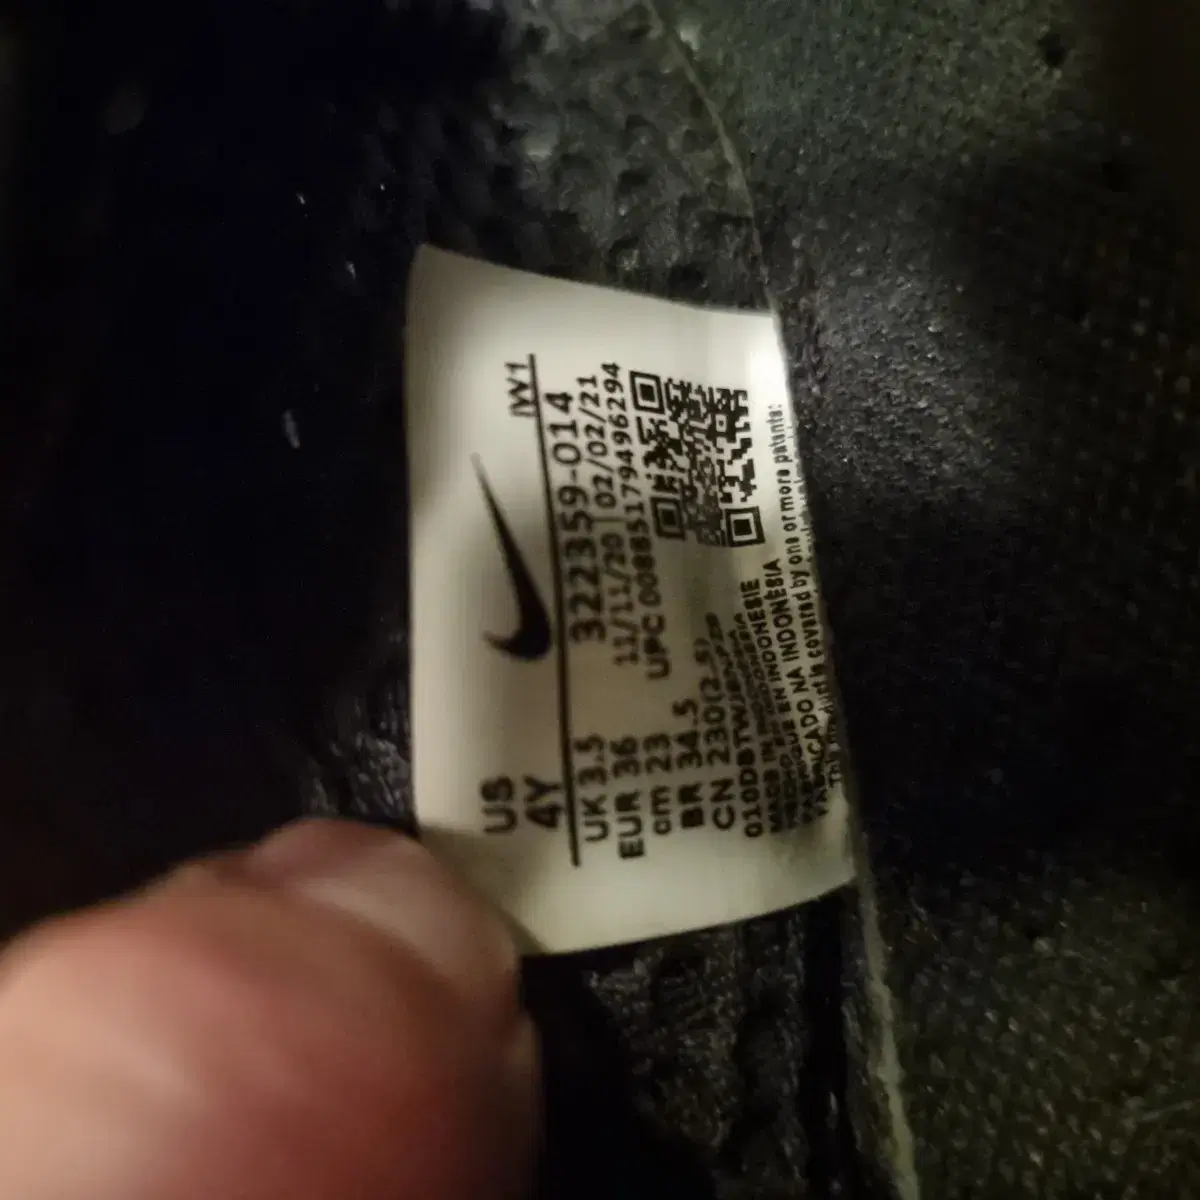 IW1
US
4Y
322359-014
UK 3.5
11/11/20 | 02/02/21
EUR 36
UPC 00885179496294
cm 23
BR 34.5
CN 230(2.5)
MADE IN INDONESIA
FABRIQUE EN INDONESIE
FABRICADO NA INDONÉSIA
This product is covered by one or more patents: